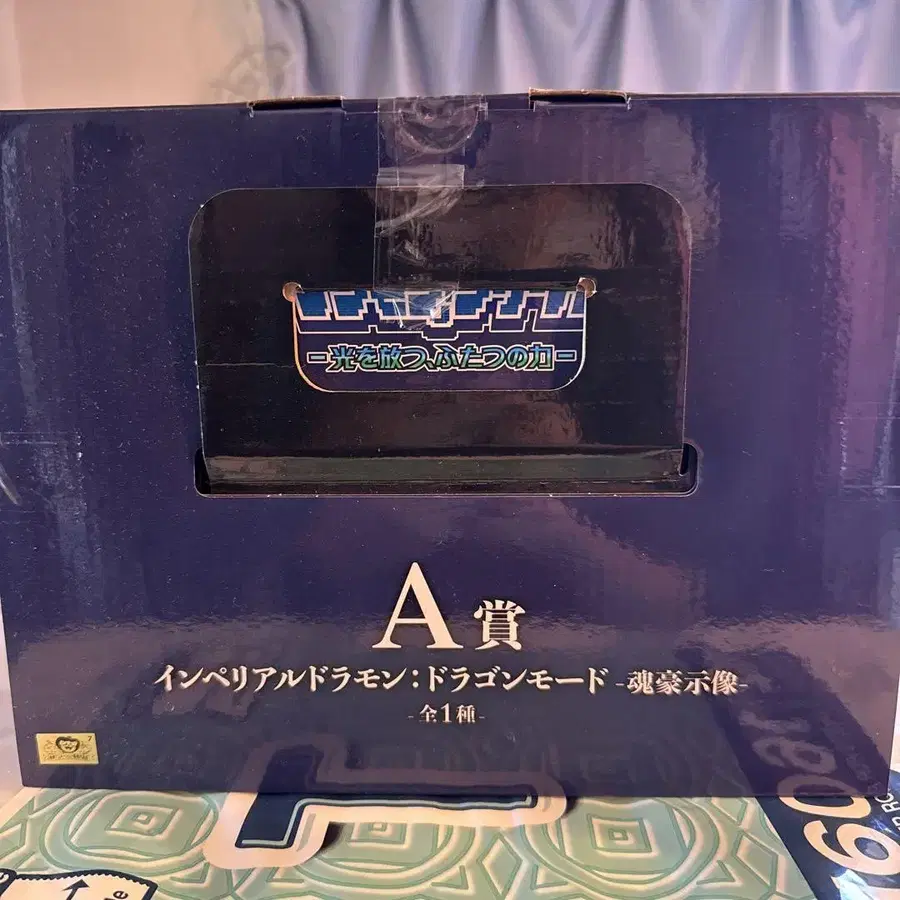 -光を放つ、ふたつの力-
A賞
インペリアルドラモン:ドラゴンモード -魂豪示像-
-全1種-